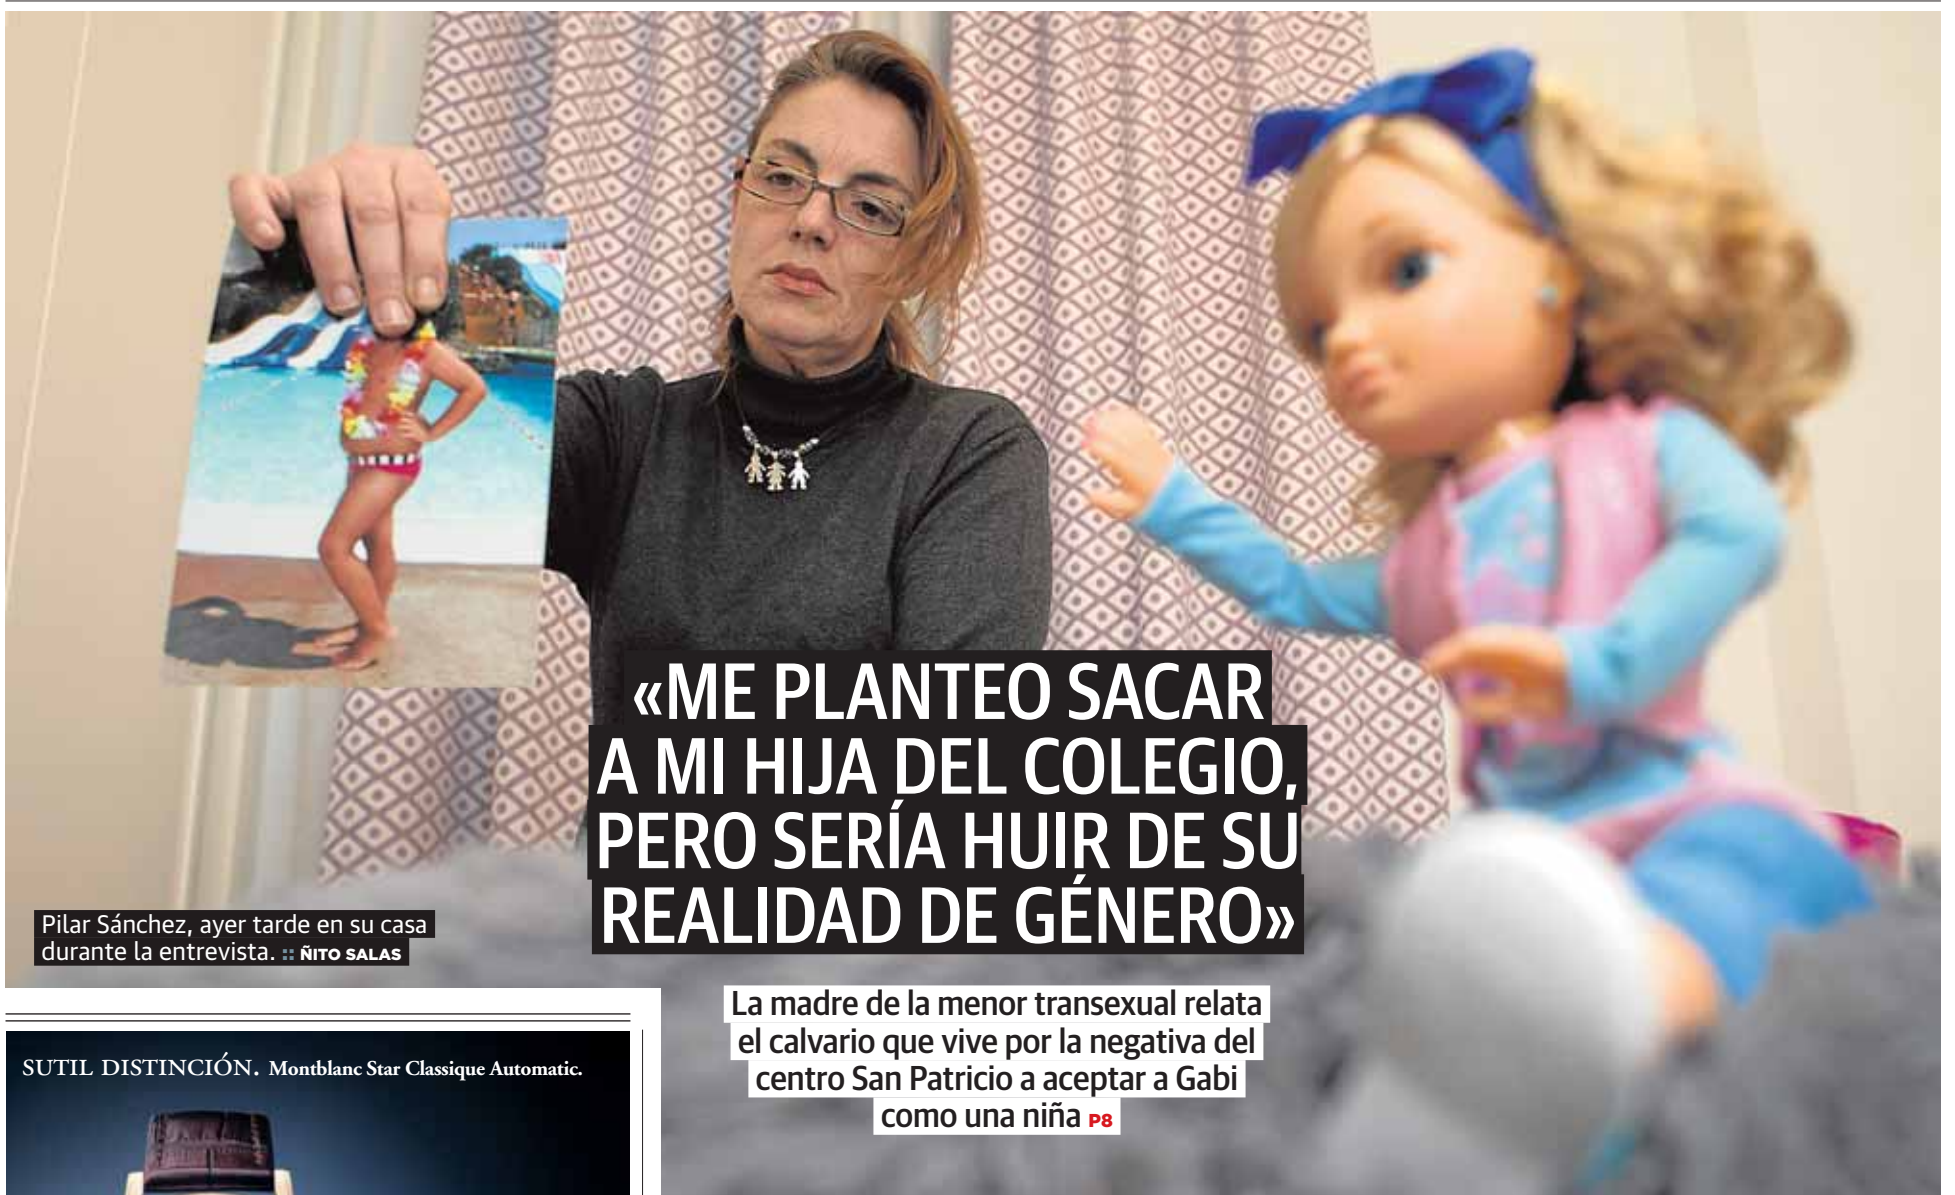 «ME PLANTEO SACAR
A MI HIJA DEL COLEGIO,
PERO SERÍA HUIR DE SU
REALIDAD DE GÉNERO»
Pilar Sánchez, ayer tarde en su casa
durante la entrevista. :: ÑITO SALAS
La madre de la menor transexual relata
el calvario que vive por la negativa del
centro San Patricio a aceptar a Gabi
como una niña P8
SUTIL DISTINCIÓN. Montblanc Star Classique Automatic.